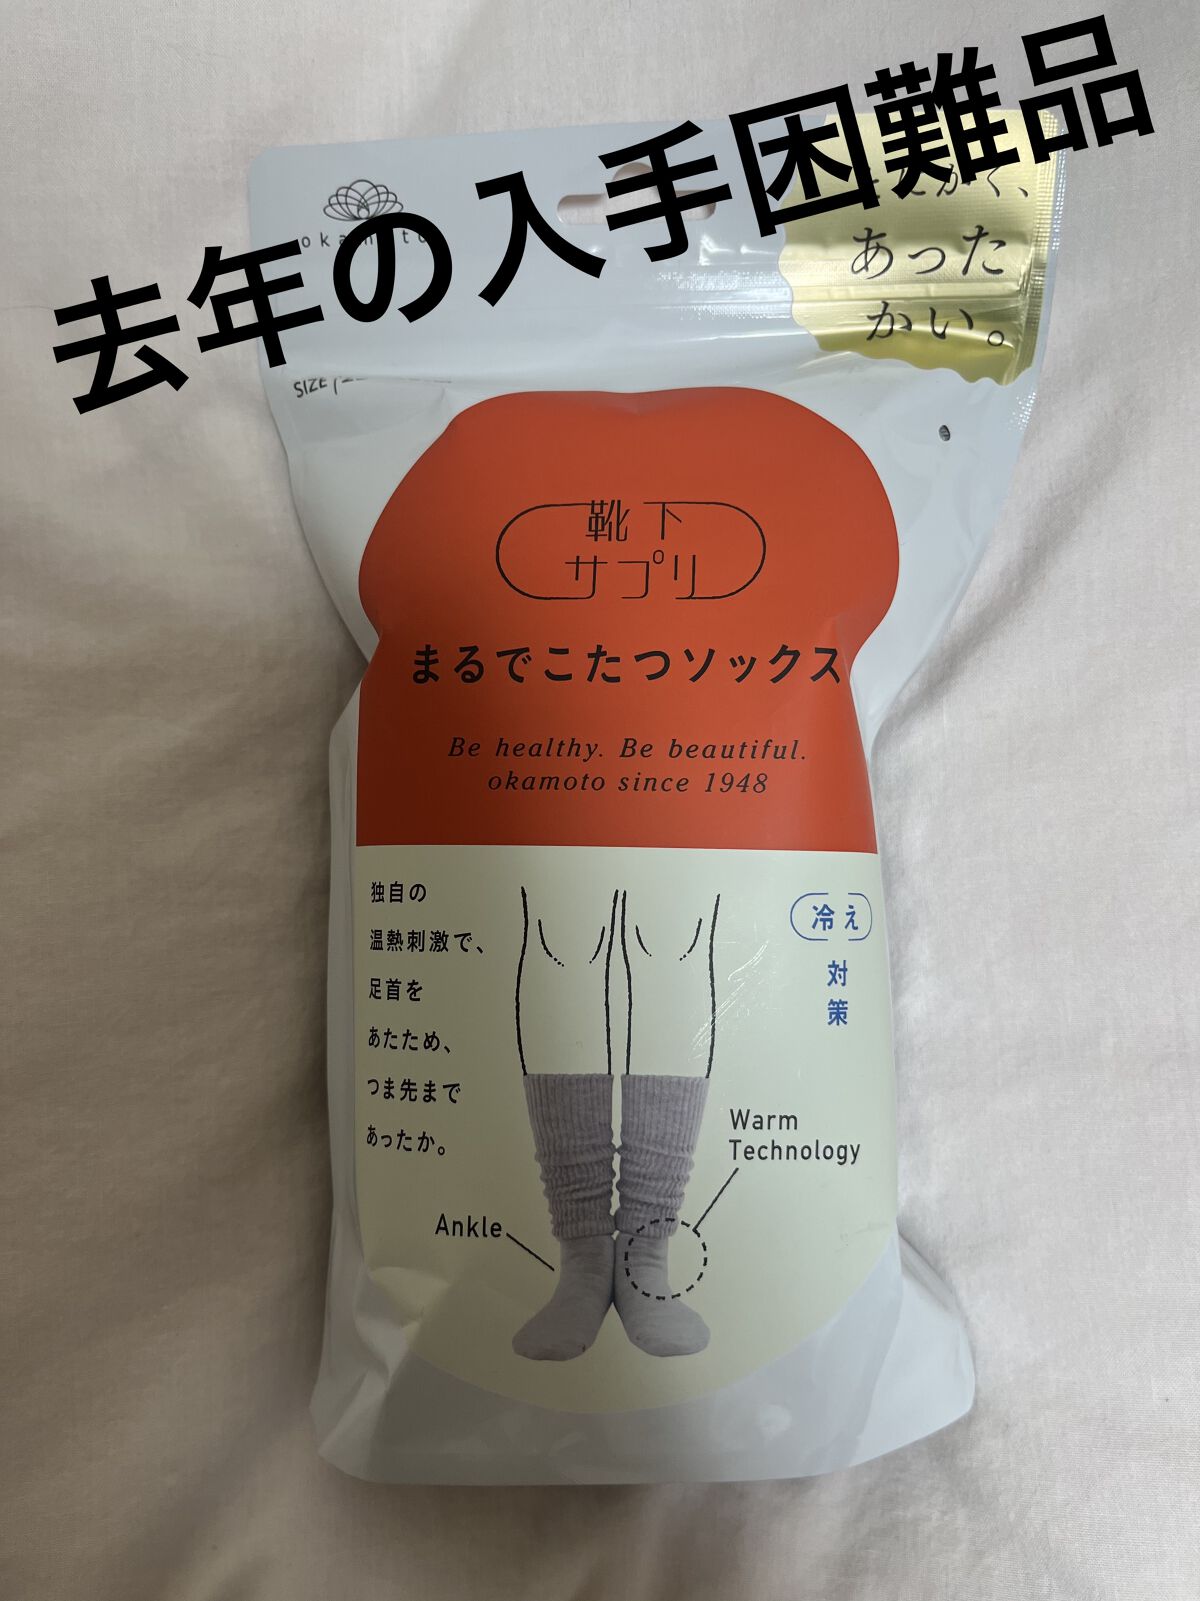 去年の入手困難品
あった
かい。
SIZE
靴下
サプリ
まるでこたつソックス
Be healthy. Be beautiful.
okamoto since 1948
独自の
温熱刺激で、
足首を
あたため、
つま先まで
あったか。
冷え
対
策
Warm
Technology
Ankle